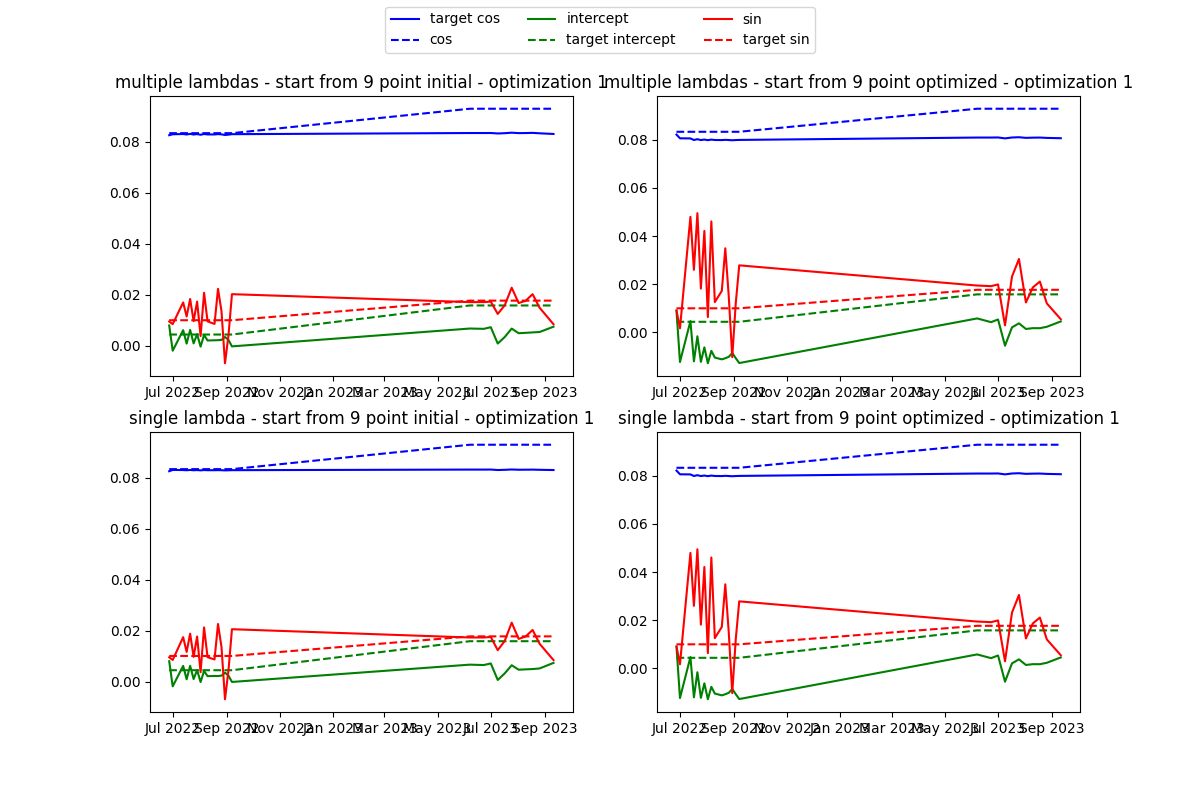 target cos intercept sin
cos target intercept target sin
multiple lambdas - start from 9 point initial - optimization 1
multiple lambdas - start from 9 point optimized - optimization 1
0.08
0.06
0.04
0.02
0.00
Jul 2022 Sep 2022 Nov 2022 Jan 2023 Mar 2023 May 2023 Jul 2023 Sep 2023
0.08
0.06
0.04
0.02
0.00
Jul 2022 Sep 2022 Nov 2022 Jan 2023 Mar 2023 May 2023 Jul 2023 Sep 2023
single lambda - start from 9 point initial - optimization 1
single lambda - start from 9 point optimized - optimization 1
0.08
0.06
0.04
0.02
0.00
Jul 2022 Sep 2022 Nov 2022 Jan 2023 Mar 2023 May 2023 Jul 2023 Sep 2023
0.08
0.06
0.04
0.02
0.00
Jul 2022 Sep 2022 Nov 2022 Jan 2023 Mar 2023 May 2023 Jul 2023 Sep 2023